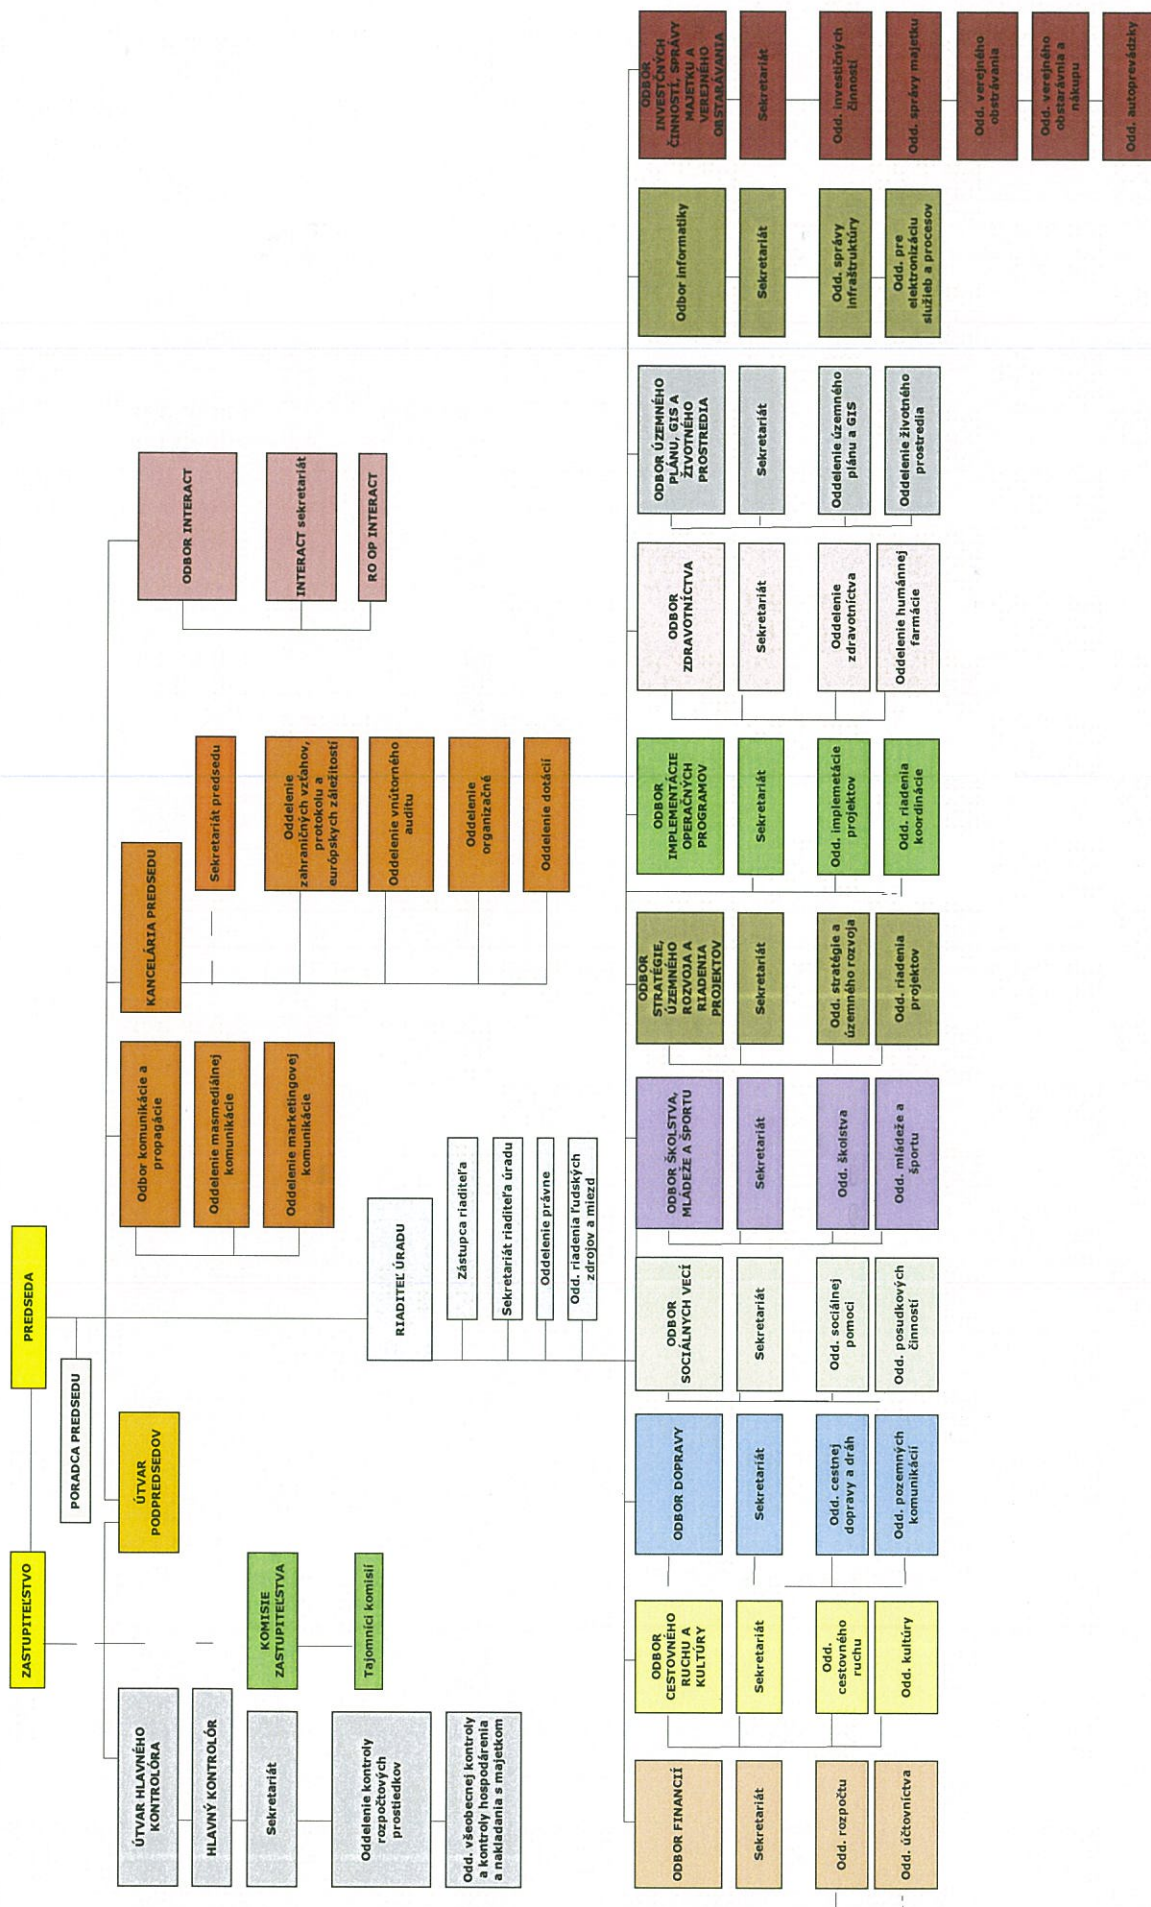 ZASTUPITEĽSTVO
PREDSEDA
PORADCA PREDSEDU
ÚTVAR HLAVNÉHO
KONTROLÓRA
HLAVNÝ KONTROLÓR
Sekretariát
Oddelenie kontroly
rozpočtových
prostiedkov
Odd. všeobecnej kontroly
a kontroly hospodárenia
a nakladania s majetkom
KOMISIE
ZASTUPITEĽSTVA
Tajomníci komisií
ÚTVAR
PODPREDSEDOV
Odbor komunikácie a
propagácie
Oddelenie masmediálnej
komunikácie
Oddelenie marketingovej
komunikácie
KANCELÁRIA PREDSEDU
Sekretariát predsedu
Oddelenie
zahraničných vzťahov,
protokolu a
európskych záležitostí
Oddelenie vnútorného
auditu
Oddelenie
organizačné
Oddelenie dotácií
ODBOR INTERACT
INTERACT sekretariát
RO OP INTERACT
RIADITEĽ ÚRADU
Zástupca riaditeľa
Sekretariát riaditeľa úradu
Oddelenie právne
Odd. riadenia ľudských
zdrojov a miezd
ODBOR FINANCIÍ
Sekretariát
Odd. rozpočtu
Odd. účtovníctva
ODBOR
CESTOVNÉHO
RUCHU A
KULTÚRY
Sekretariát
Odd.
cestovného
ruchu
Odd. kultúry
ODBOR DOPRAVY
Sekretariát
Odd. cestnej
dopravy a dráh
Odd. pozemných
komunikácií
ODBOR
SOCIÁLNYCH VECÍ
Sekretariát
Odd. sociálnej
pomoci
Odd. posudkových
činností
ODBOR ŠKOLSTVA,
MLÁDEŽE A ŠPORTU
Sekretariát
Odd. školstva
Odd. mládeže a
športu
ODBOR
STRATÉGIE,
ÚZEMNÉHO
ROZVOJA A
RIADENIA
PROJEKTOV
Sekretariát
Odd. stratégie a
územného rozvoja
Odd. riadenia
projektov
ODBOR
IMPLEMENTÁCIE
OPERAČNÝCH
PROGRAMOV
Sekretariát
Odd. implemetácie
projektov
Odd. riadenia
koordinácie
ODBOR
ZDRAVOTNÍCTVA
Sekretariát
Oddelenie
zdravotníctva
Oddelenie humánnej
farmácie
ODBOR ÚZEMNÉHO
PLÁNU, GIS A
ŽIVOTNÉHO
PROSTREDIA
Sekretariát
Oddelenie územného
plánu a GIS
Oddelenie životného
prostredia
Odbor informatiky
Sekretariát
Odd. správy
infraštruktúry
Odd. pre
elektronizáciu
služieb a procesov
ODBOR
INVESTČNÝCH
ČINNOSTÍ, SPRÁVY
MAJETKU A
VEREJNÉHO
OBSTARÁVANIA
Sekretariát
Odd. investičných
činností
Odd. správy majetku
Odd. verejného
obstrávania
Odd. verejného
obstarávnia a
nákupu
Odd. autoprevádzky